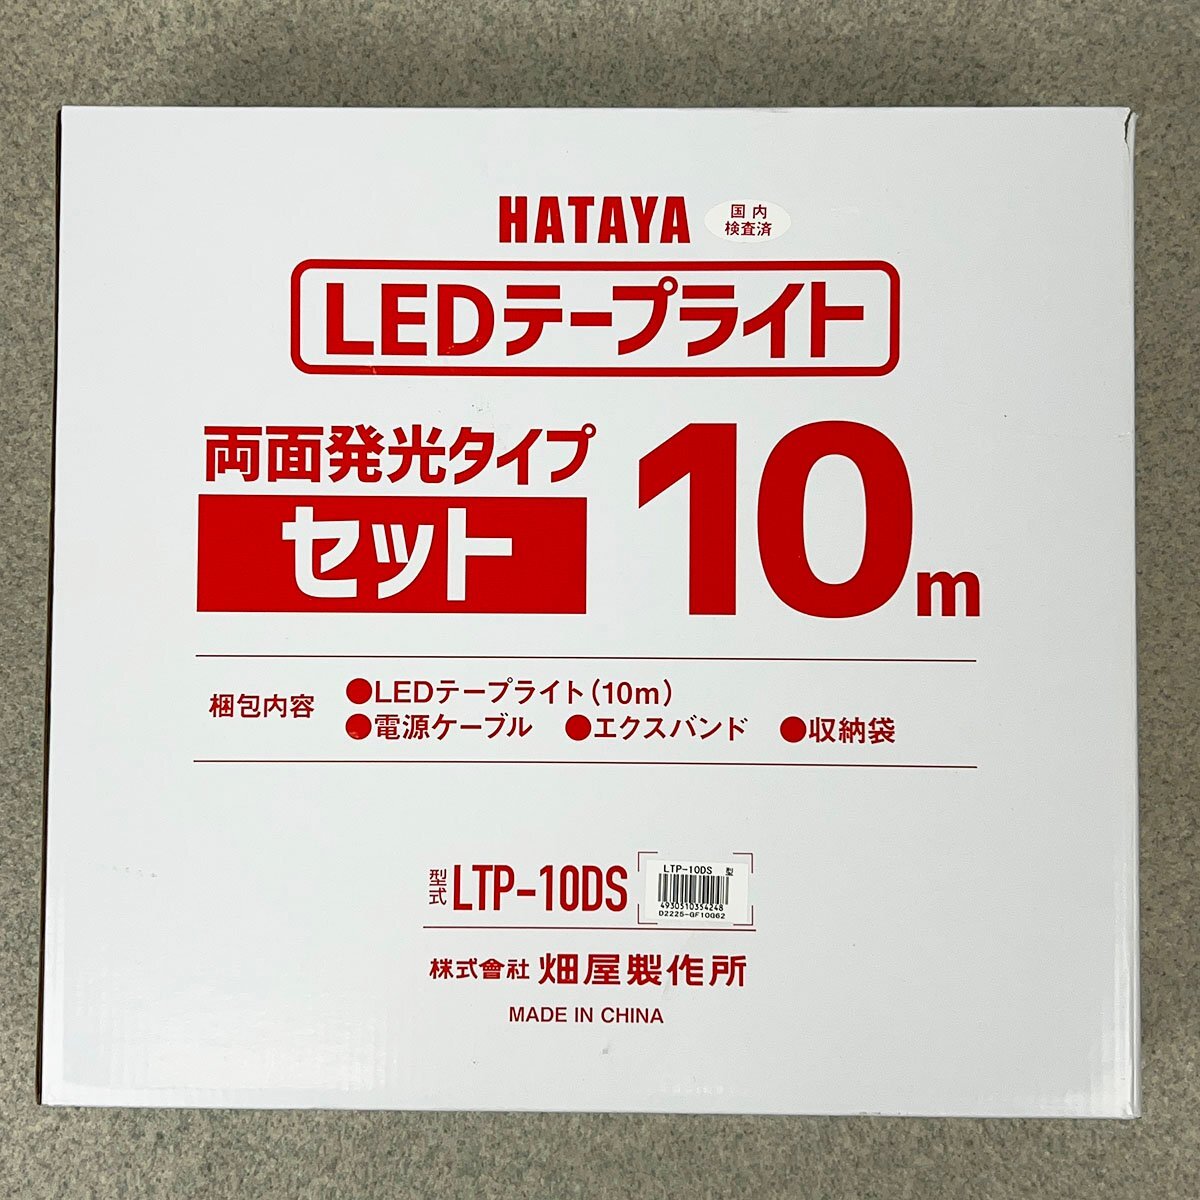 HATAYA
国内
検査済
LEDテープライト
両面発光タイプ
セット
10m
梱包内容
●LEDテープライト(10m)
●電源ケーブル ●エクスバンド ●収納袋
型式 LTP-10DS
LTP-10DS 型
4930510354248
D2225-GF10G62
株式會社 畑屋製作所
MADE IN CHINA